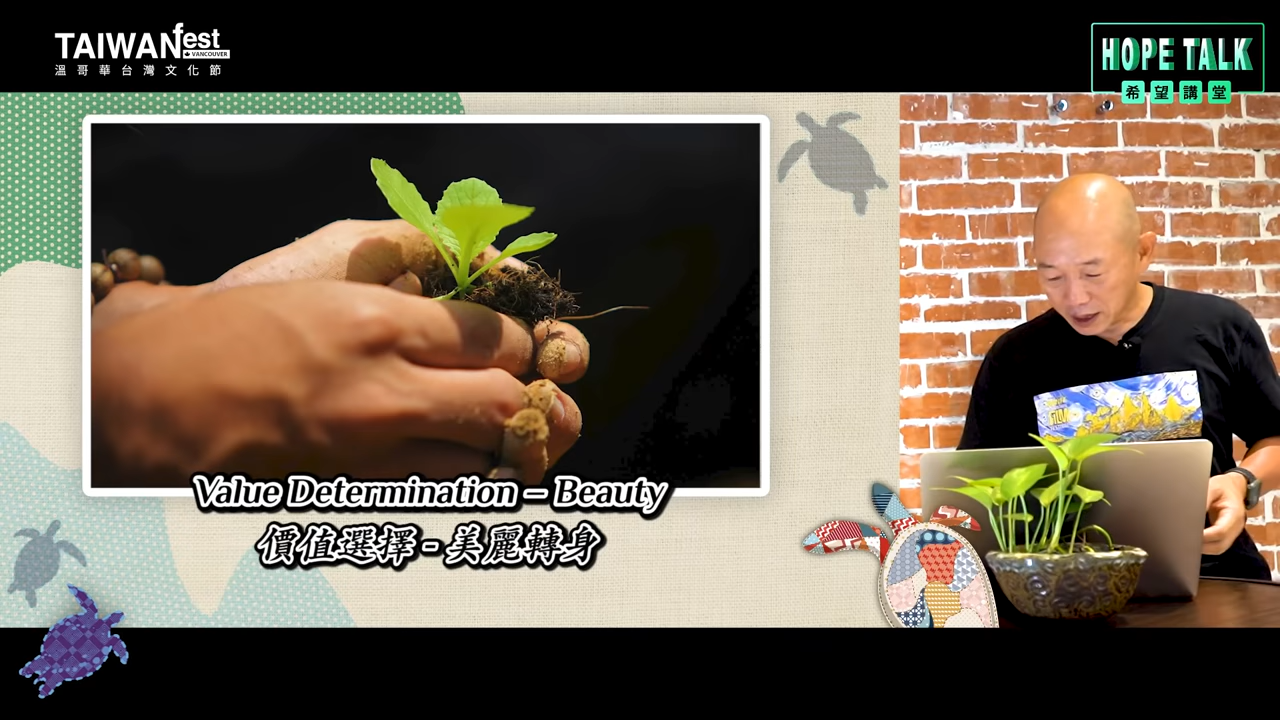 TAIWANfest
VANCOUVER
溫哥華台灣文化節
HOPE TALK
希望講堂
Value Determination – Beauty
價值選擇 - 美麗轉身